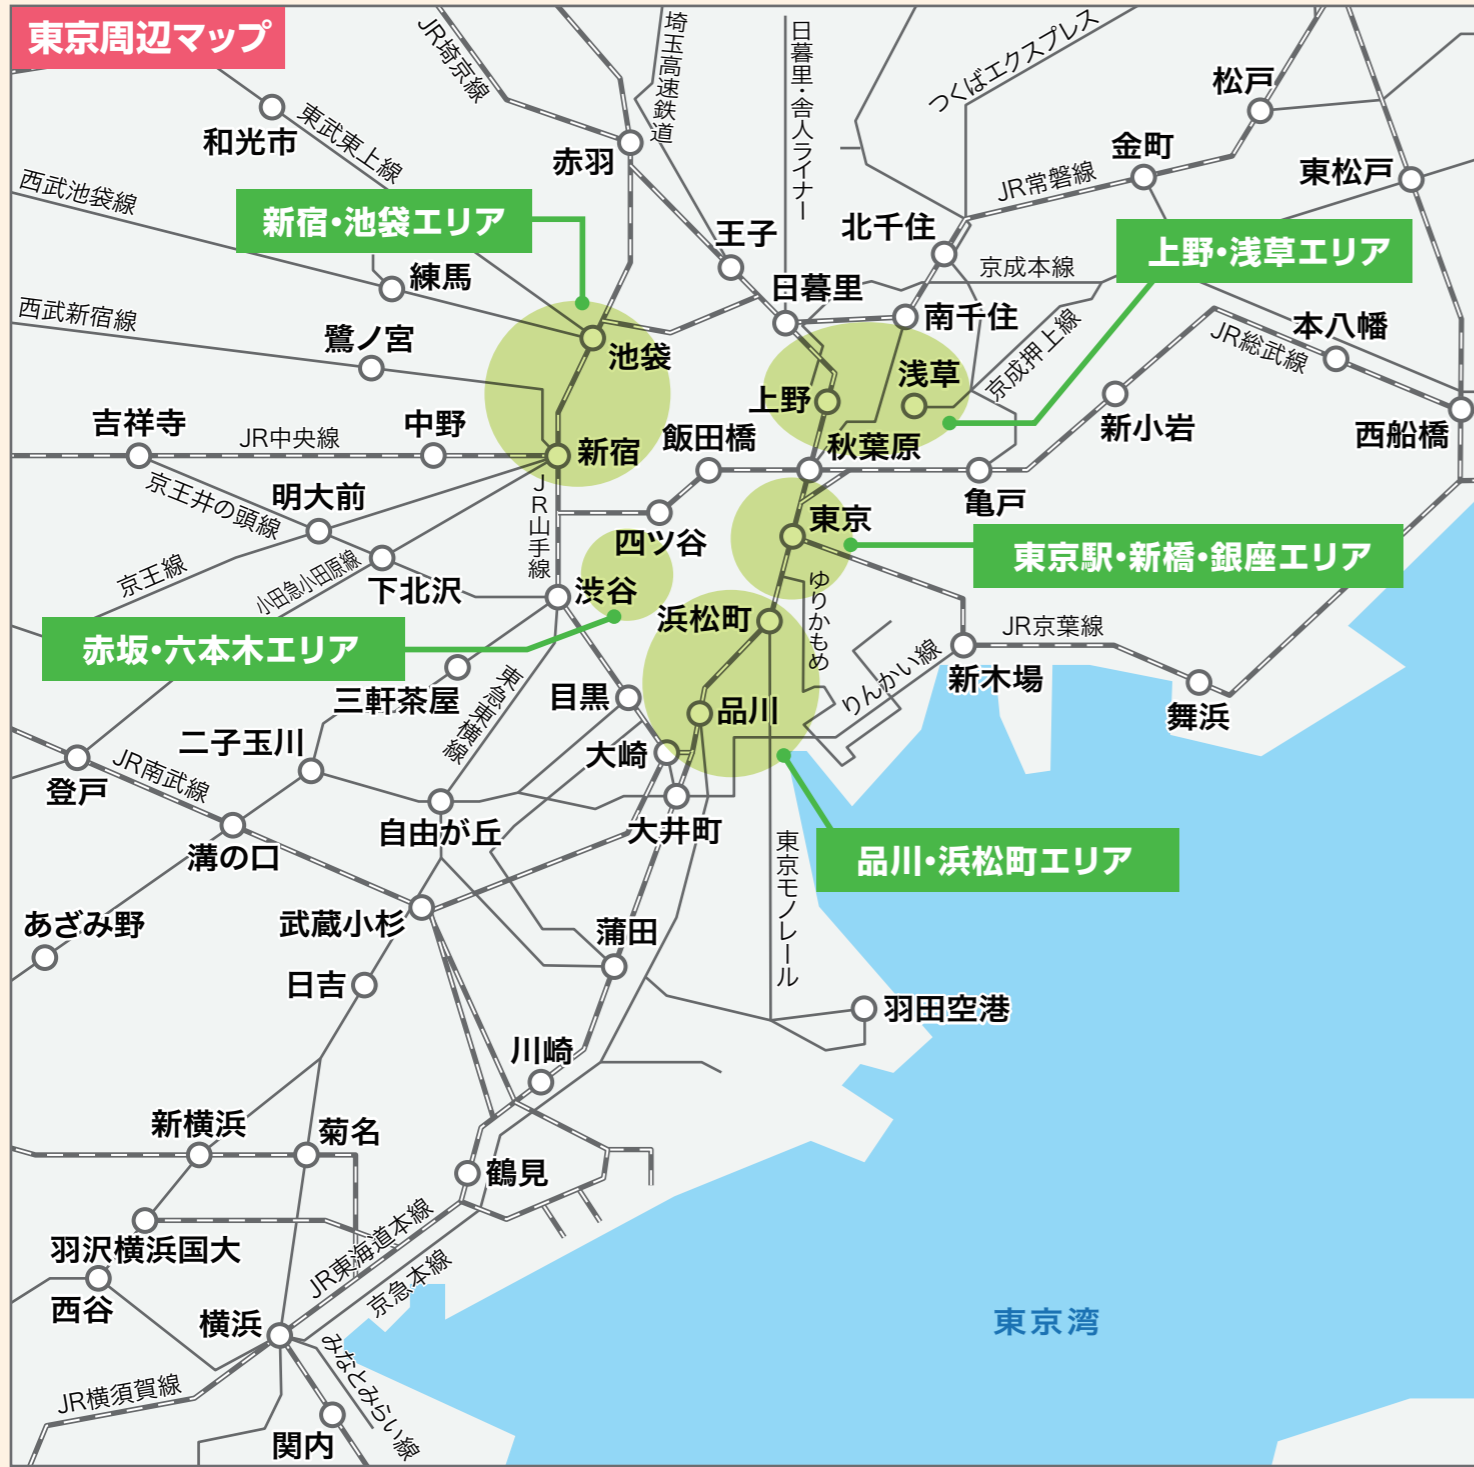 東京周辺マップ
JR埼京線
埼玉高速鉄道
日暮里・舎人ライナー
つくばエクスプレス
松戸
和光市
東武東上線
赤羽
金町
東松戸
JR常磐線
西武池袋線
新宿・池袋エリア
王子
北千住
上野・浅草エリア
練馬
日暮里
京成本線
西武新宿線
鷺ノ宮
南千住
本八幡
池袋
浅草
京成押上線
JR総武線
上野
吉祥寺
JR中央線
中野
新宿
飯田橋
秋葉原
新小岩
西船橋
京王井の頭線
明大前
JR山手線
四ツ谷
東京
亀戸
京王線
小田急小田原線
下北沢
渋谷
東京駅・新橋・銀座エリア
浜松町
ゆりかもめ
赤坂・六本木エリア
JR京葉線
三軒茶屋
東急東横線
目黒
品川
りんかい線
新木場
舞浜
二子玉川
大崎
登戸
JR南武線
溝の口
自由が丘
大井町
東京モノレール
品川・浜松町エリア
あざみ野
武蔵小杉
蒲田
日吉
羽田空港
川崎
新横浜
菊名
鶴見
羽沢横浜国大
JR東海道本線
京急本線
西谷
横浜
東京湾
みなとみらい線
JR横須賀線
関内